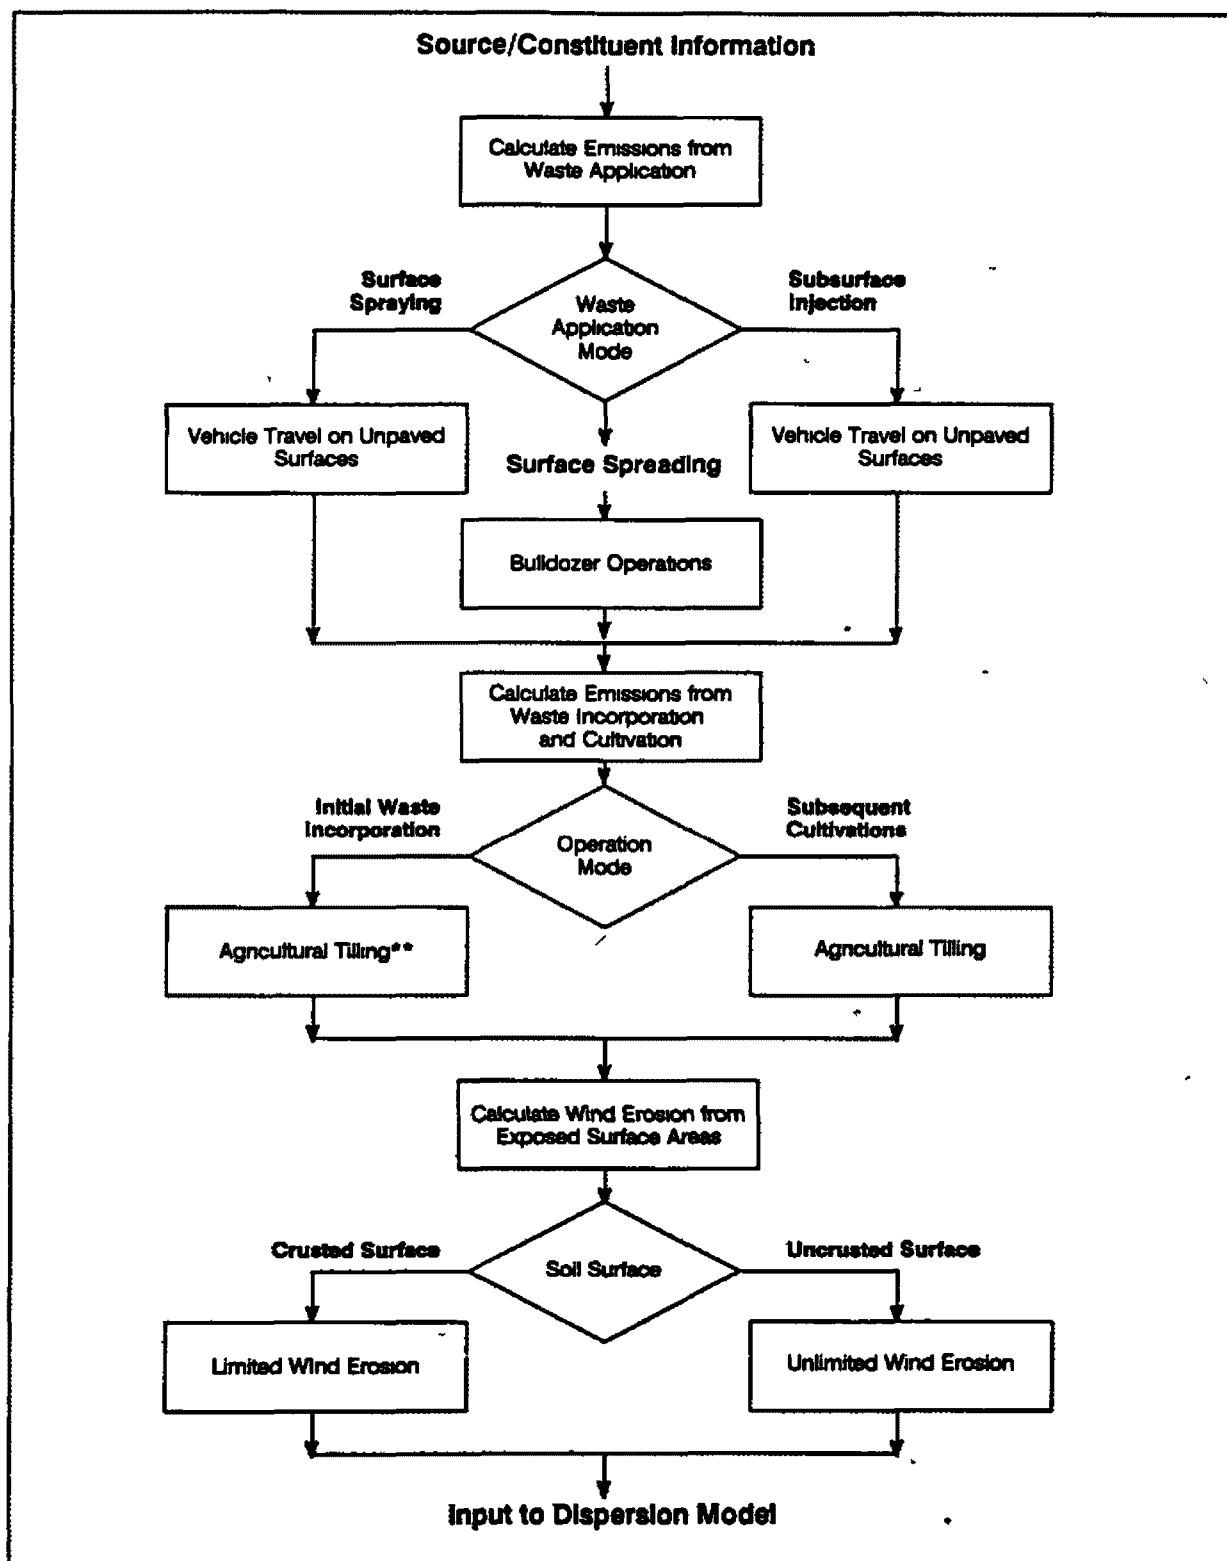 Source/Constituent Information
Calculate Emissions from
Waste Application
Surface
Spraying
Subsurface
Injection
Waste
Application
Mode
Vehicle Travel on Unpaved
Surfaces
Vehicle Travel on Unpaved
Surfaces
Surface Spreading
Bulldozer Operations
Calculate Emissions from
Waste Incorporation
and Cultivation
Initial Waste
Incorporation
Subsequent
Cultivations
Operation
Mode
Agricultural Tilling**
Agricultural Tilling
Calculate Wind Erosion from
Exposed Surface Areas
Crusted Surface
Uncrusted Surface
Soil Surface
Limited Wind Erosion
Unlimited Wind Erosion
Input to Dispersion Model